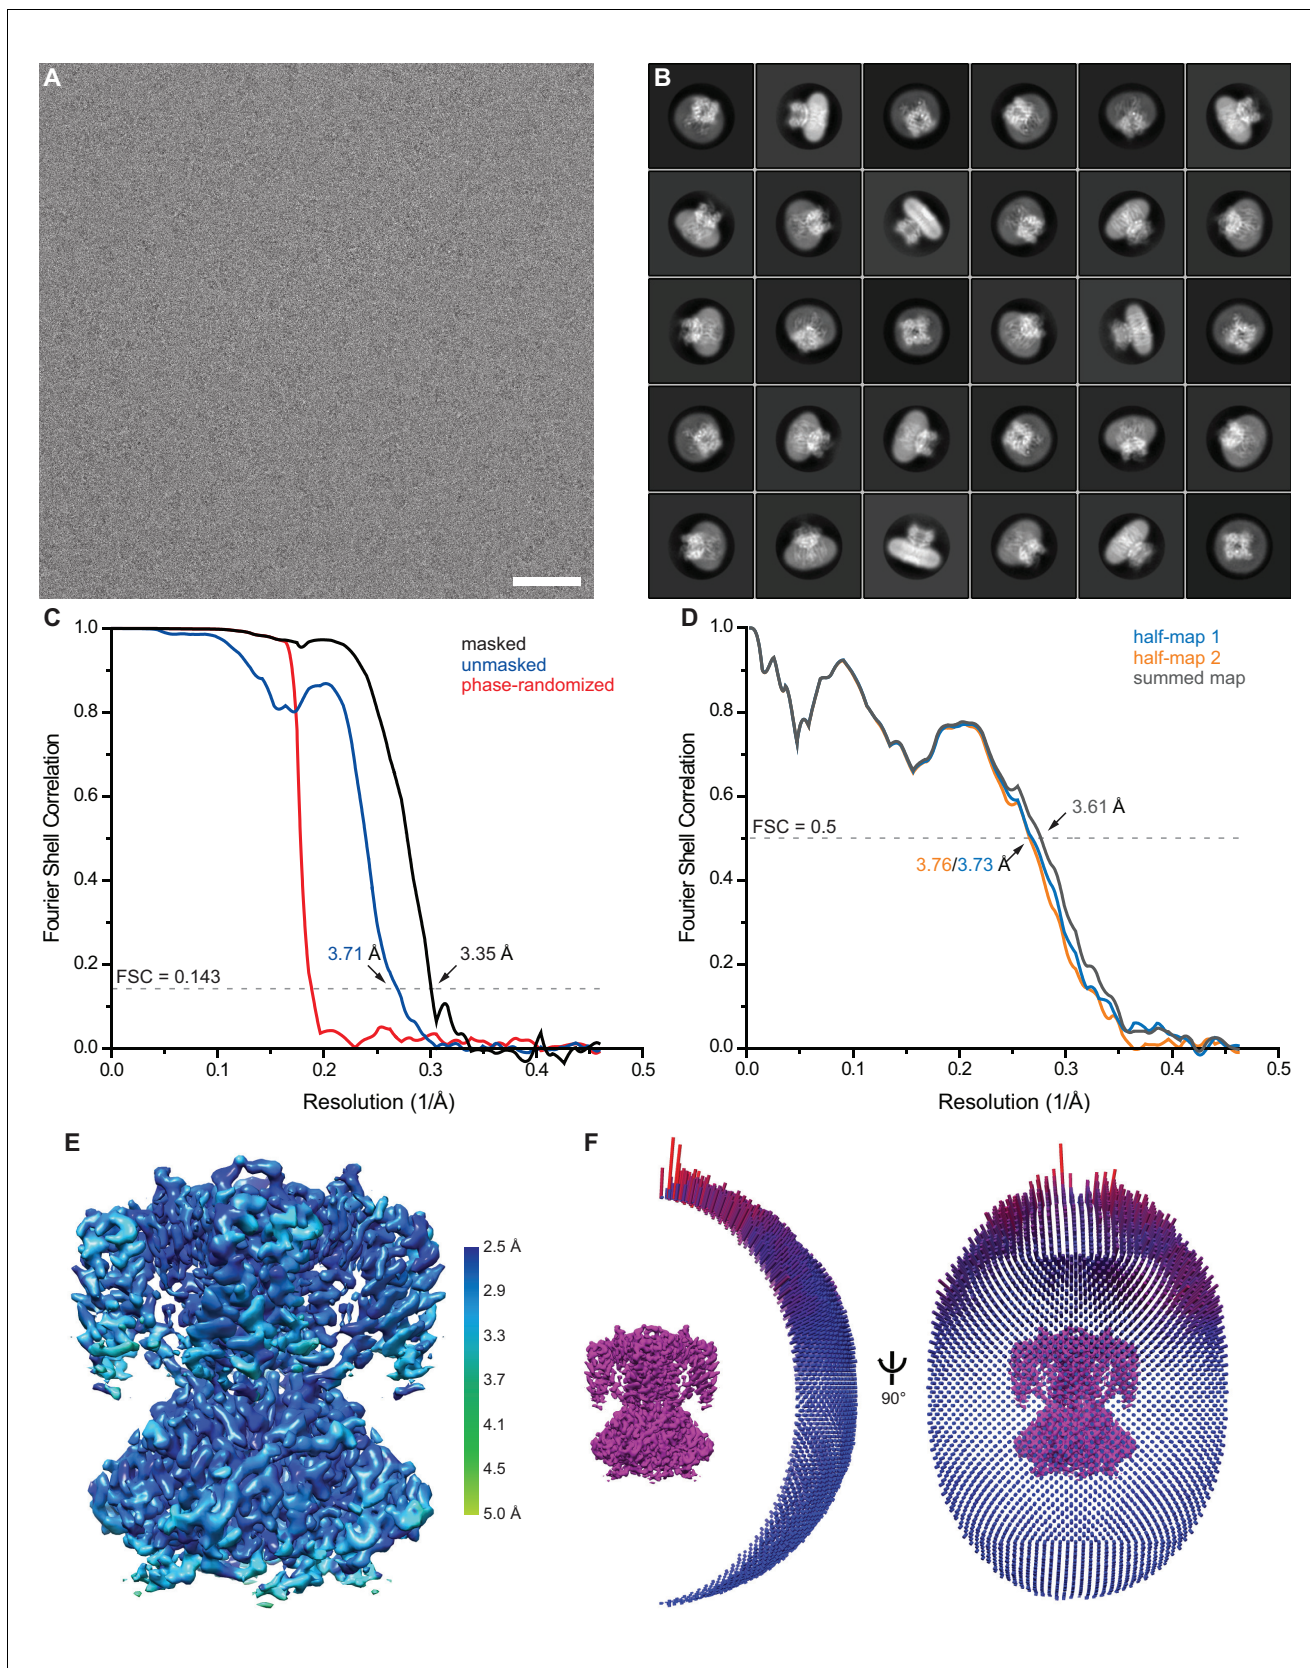 A
B
C
1.0
0.8
0.6
0.4
0.2
0.0
Fourier Shell Correlation
masked
unmasked
phase-randomized
3.71 Å
3.35 Å
FSC = 0.143
0.0
0.1
0.2
0.3
0.4
0.5
Resolution (1/Å)
D
1.0
0.8
0.6
0.4
0.2
0.0
Fourier Shell Correlation
half-map 1
half-map 2
summed map
3.61 Å
FSC = 0.5
3.76/3.73 Å
0.0
0.1
0.2
0.3
0.4
0.5
Resolution (1/Å)
E
2.5 Å
2.9
3.3
3.7
4.1
4.5
5.0 Å
F
90°